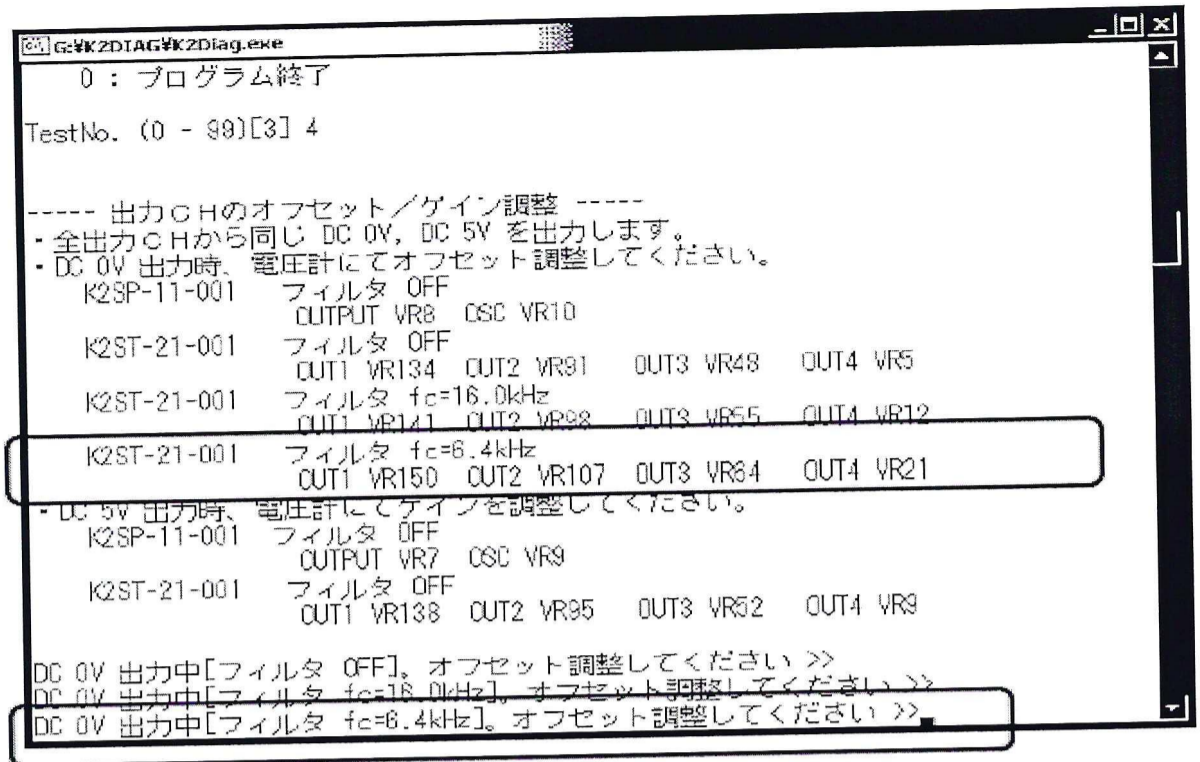 G:¥K2DIAG¥K2Diag.exe
0 : プログラム終了
TestNo. (0 - 99)[3] 4
----- 出力ＣＨのオフセット／ゲイン調整 -----
・全出力ＣＨから同じ DC 0V, DC 5V を出力します。
・DC 0V 出力時、電圧計にてオフセット調整してください。
K2SP-11-001 フィルタ OFF
OUTPUT VR8 OSC VR10
K2ST-21-001 フィルタ OFF
OUT1 VR134 OUT2 VR91 OUT3 VR48 OUT4 VR5
K2ST-21-001 フィルタ fc=16.0kHz
OUT1 VR141 OUT2 VR98 OUT3 VR55 OUT4 VR12
K2ST-21-001 フィルタ fc=6.4kHz
OUT1 VR150 OUT2 VR107 OUT3 VR64 OUT4 VR21
・DC 5V 出力時、電圧計にてゲインを調整してください。
K2SP-11-001 フィルタ OFF
OUTPUT VR7 OSC VR9
K2ST-21-001 フィルタ OFF
OUT1 VR138 OUT2 VR95 OUT3 VR52 OUT4 VR9
DC 0V 出力中[フィルタ OFF]。オフセット調整してください >>
DC 0V 出力中[フィルタ fc=16.0kHz]。オフセット調整してください >>
DC 0V 出力中[フィルタ fc=6.4kHz]。オフセット調整してください >>